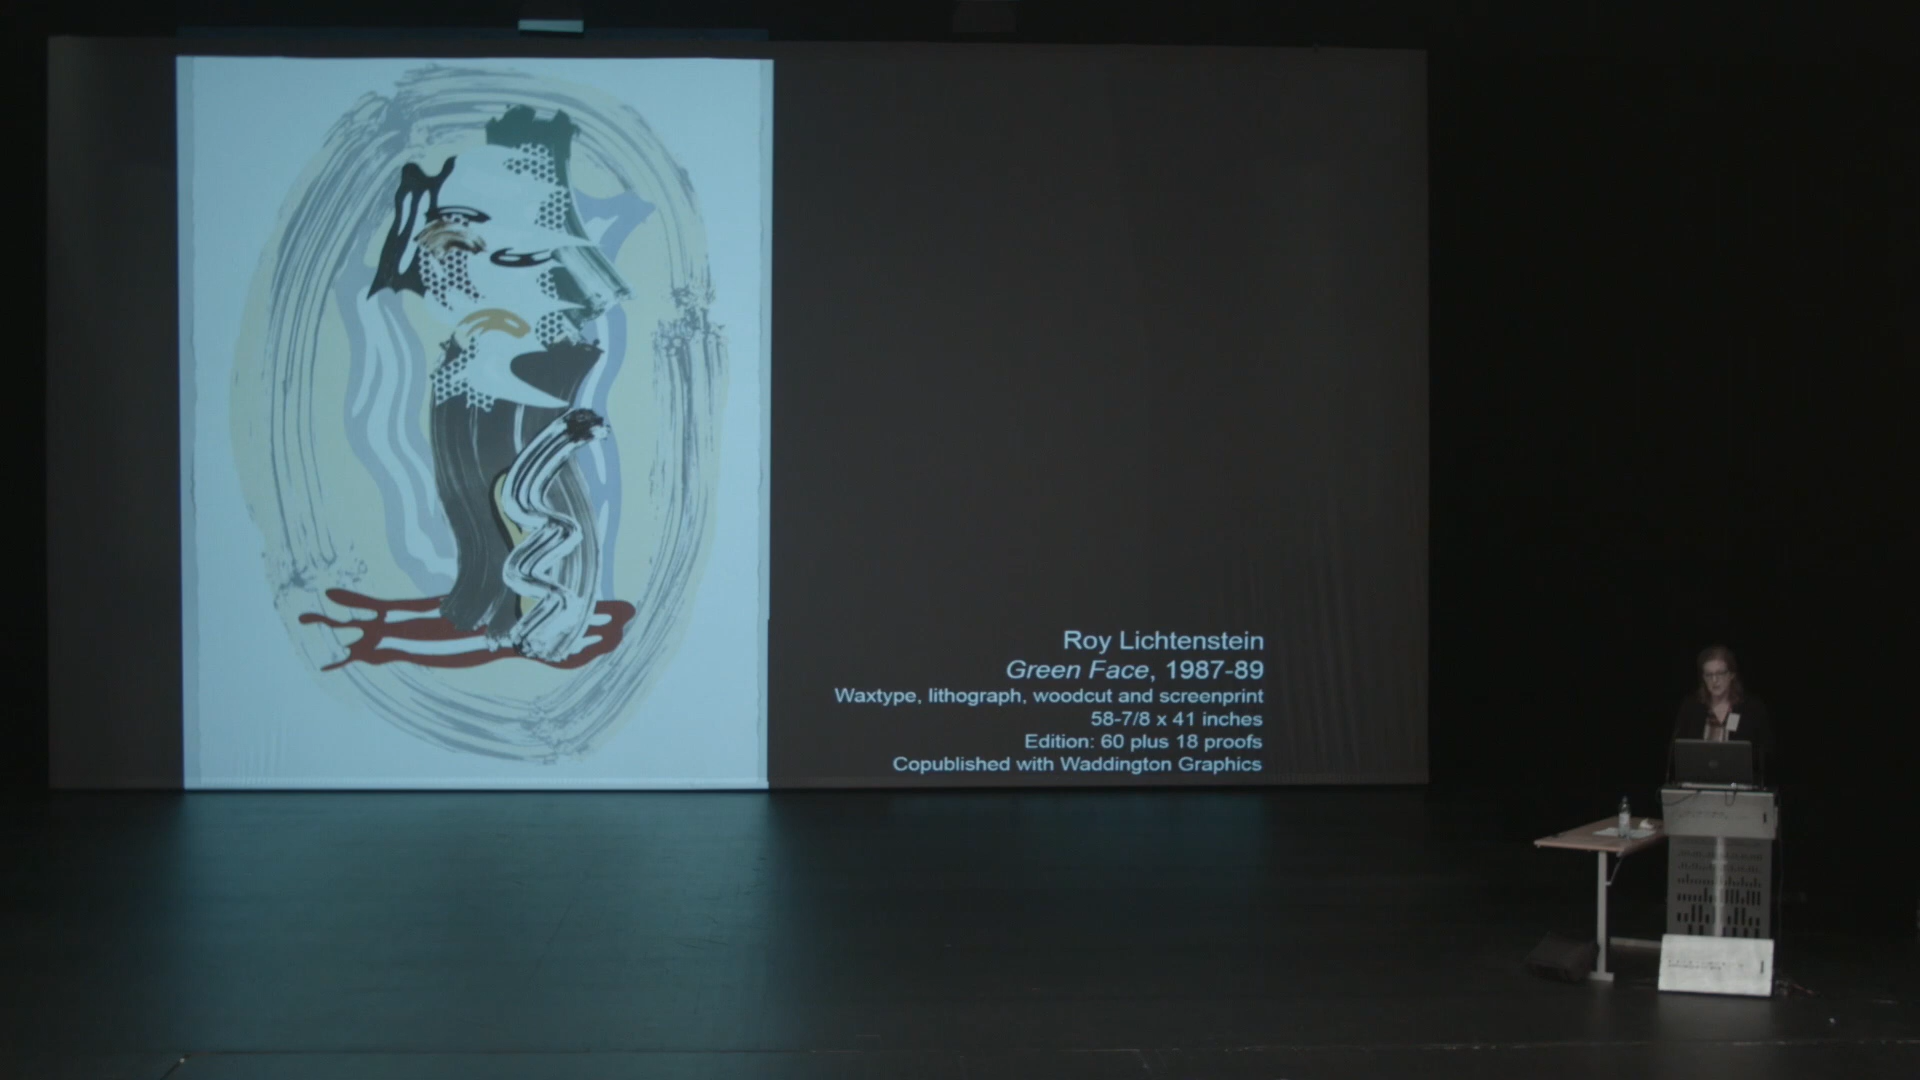 Roy Lichtenstein
Green Face, 1987-89
Waxtype, lithograph, woodcut and screenprint
58-7/8 x 41 inches
Edition: 60 plus 18 proofs
Copublished with Waddington Graphics